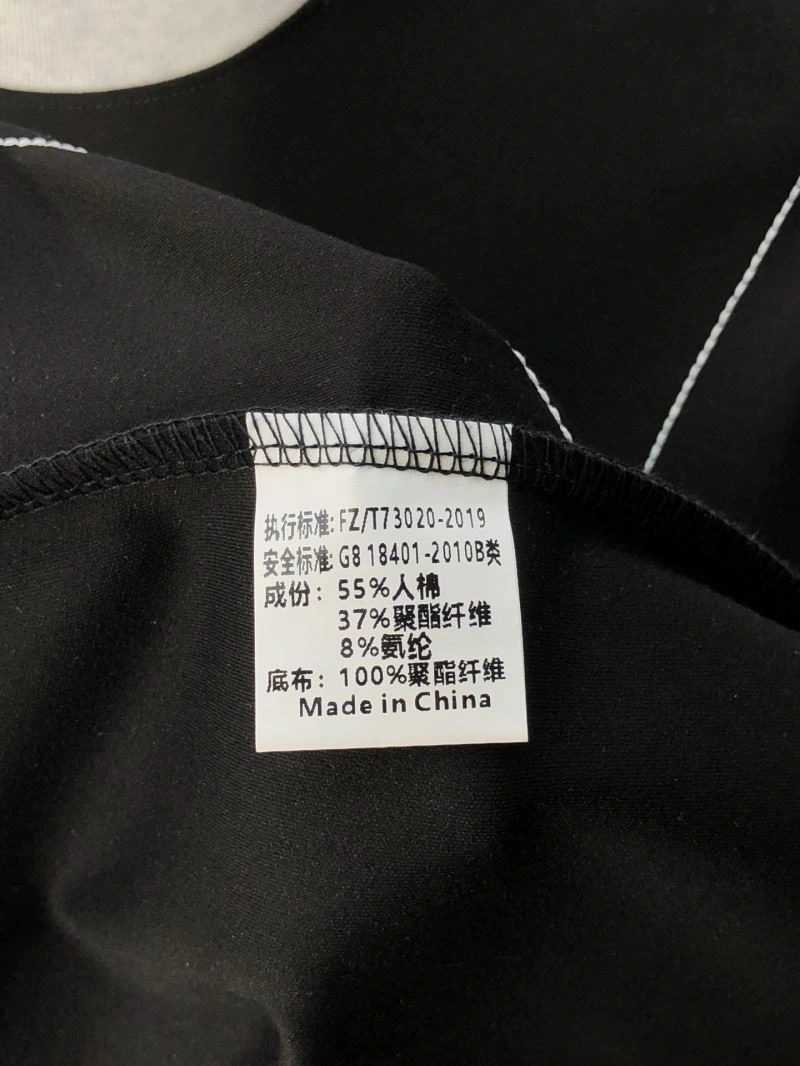 执行标准: FZ/T73020-2019
安全标准: G8 18401-2010B类
成份: 55%人棉
37%聚酯纤维
8%氨纶
底布: 100%聚酯纤维
Made in China